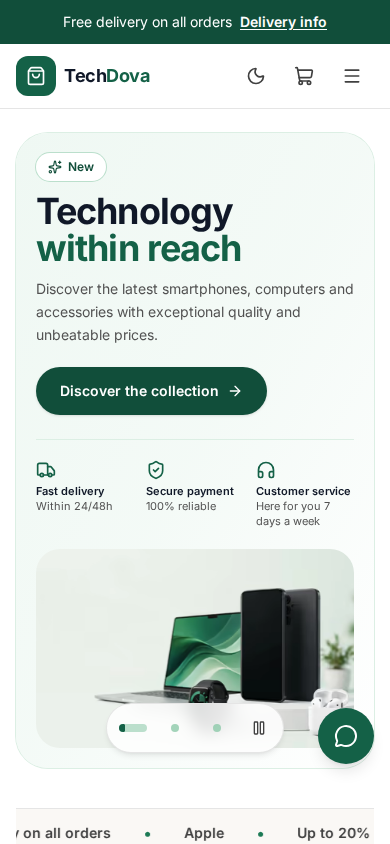 Free delivery on all orders Delivery info
TechDova
New
Technology
within reach
Discover the latest smartphones, computers and
accessories with exceptional quality and
unbeatable prices.
Discover the collection
Fast delivery
Within 24/48h
Secure payment
100% reliable
Customer service
Here for you 7
days a week
y on all orders • Apple • Up to 20%